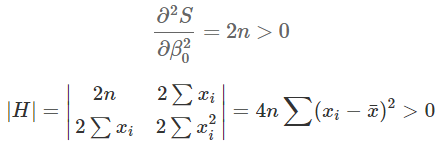 ∂²S/∂β₀² = 2n > 0
|H| = | 2n 2∑xᵢ ; 2∑xᵢ 2∑xᵢ² | = 4n∑(xᵢ − x̄)² > 0